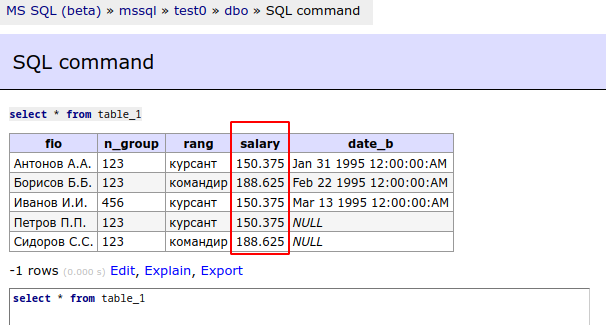 MS SQL (beta) » mssql » test0 » dbo » SQL command
SQL command
select * from table_1
fio n_group rang salary date_b
Антонов А.А. 123 курсант 150.375 Jan 31 1995 12:00:00:AM
Борисов Б.Б. 123 командир 188.625 Feb 22 1995 12:00:00:AM
Иванов И.И. 456 курсант 150.375 Mar 13 1995 12:00:00:AM
Петров П.П. 123 курсант 150.375 NULL
Сидоров С.С. 123 командир 188.625 NULL
-1 rows (0.000 s) Edit, Explain, Export
select * from table_1